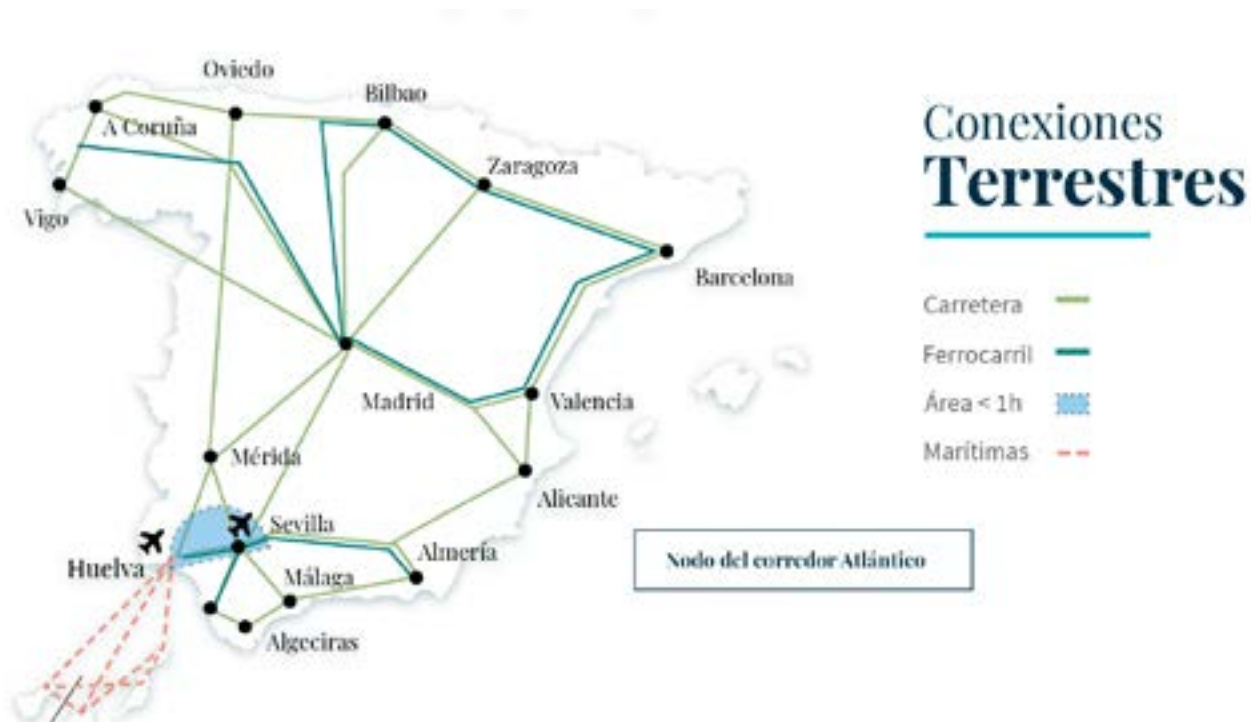 Oviedo
Bilbao
A Coruña
Zaragoza
Vigo
Barcelona
Madrid
Valencia
Mérida
Alicante
Sevilla
Almería
Huelva
Málaga
Algeciras
Conexiones
Terrestres
Carretera
Ferrocarril
Área < 1h
Marítimas
Nodo del corredor Atlántico